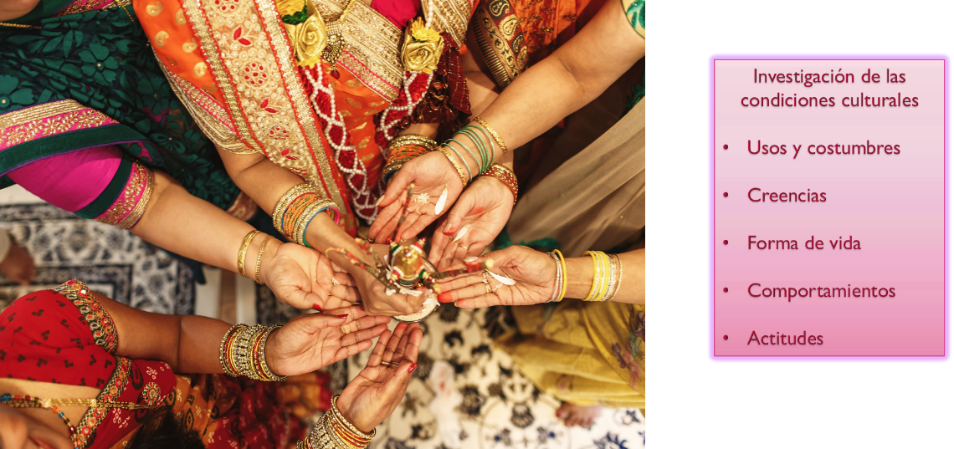 Investigación de las
condiciones culturales
• Usos y costumbres
• Creencias
• Forma de vida
• Comportamientos
• Actitudes